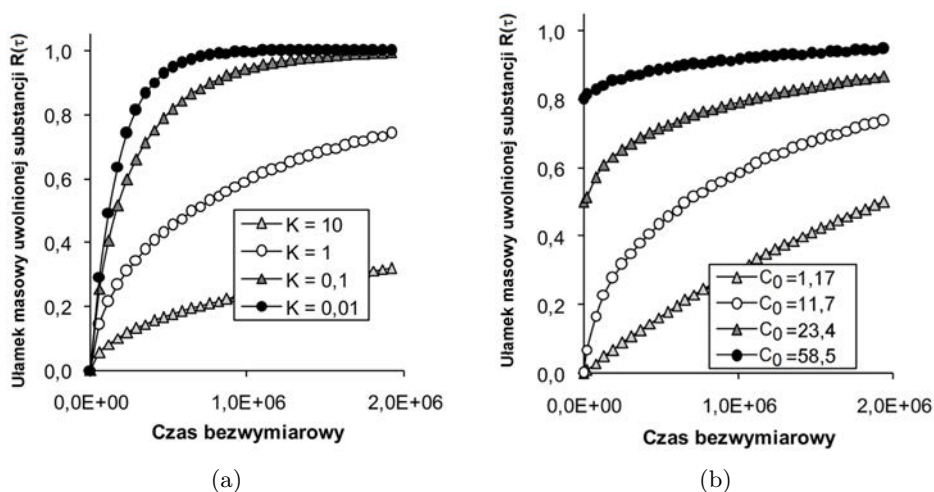 Ułamek masowy uwolnionej substancji R(τ)
1,0
0,8
0,6
0,4
0,2
0,0
K = 10
K = 1
K = 0,1
K = 0,01
0,0E+00
1,0E+06
2,0E+06
Czas bezwymiarowy
(a)
Ułamek masowy uwolnionej substancji R(τ)
1,0
0,8
0,6
0,4
0,2
0,0
C₀=1,17
C₀=11,7
C₀=23,4
C₀=58,5
0,0E+00
1,0E+06
2,0E+06
Czas bezwymiarowy
(b)